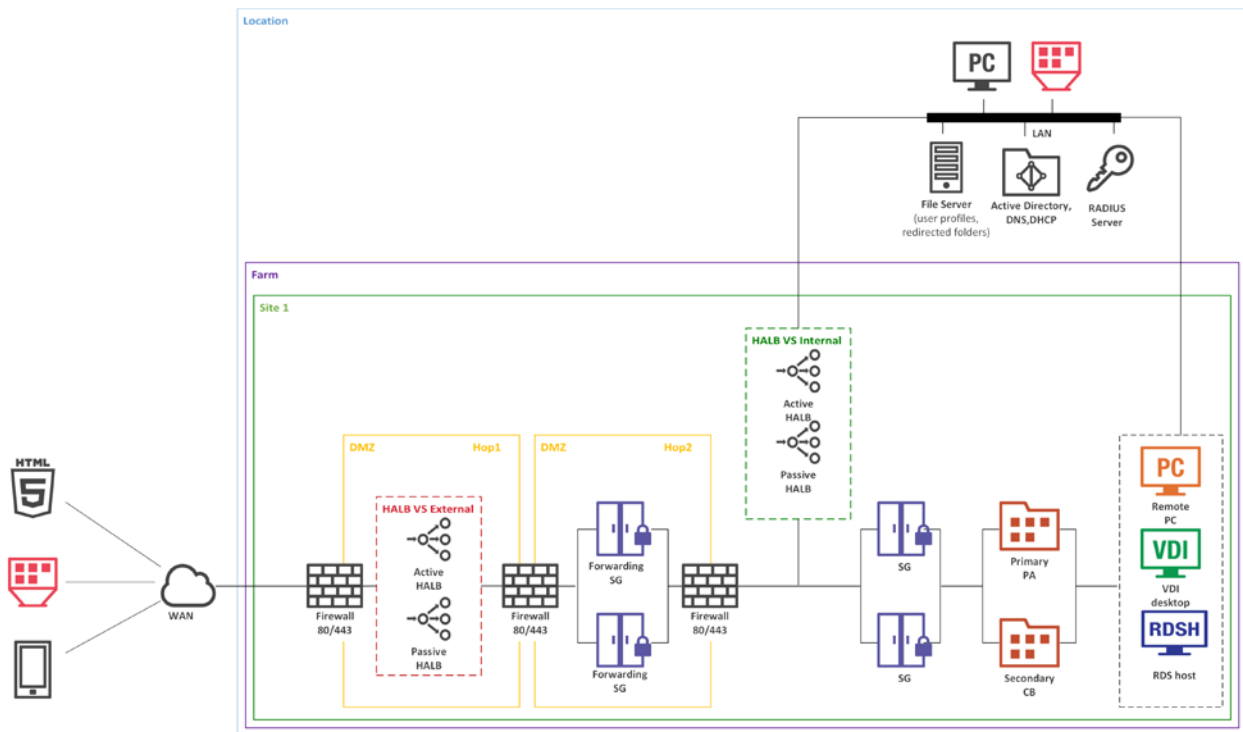 Location
PC
LAN
File Server
(user profiles,
redirected folders)
Active Directory,
DNS,DHCP
RADIUS
Server
Farm
Site 1
HALB VS Internal
Active
HALB
Passive
HALB
HTML
5
WAN
Firewall
80/443
DMZ
Hop1
HALB VS External
Active
HALB
Passive
HALB
Firewall
80/443
DMZ
Hop2
Forwarding
SG
Forwarding
SG
Firewall
80/443
SG
SG
Primary
PA
Secondary
CB
PC
Remote
PC
VDI
VDI
desktop
RDSH
RDS host